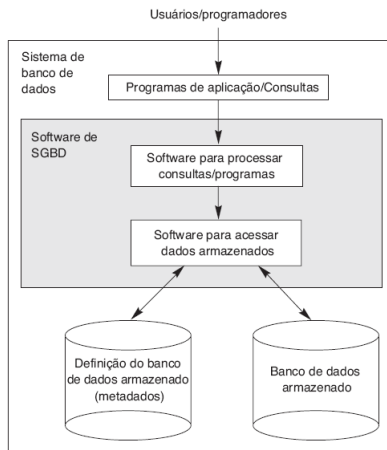 Usuários/programadores
Sistema de
banco de
dados
Programas de aplicação/Consultas
Software de
SGBD
Software para processar
consultas/programas
Software para acessar
dados armazenados
Definição do banco
de dados armazenado
(metadados)
Banco de dados
armazenado